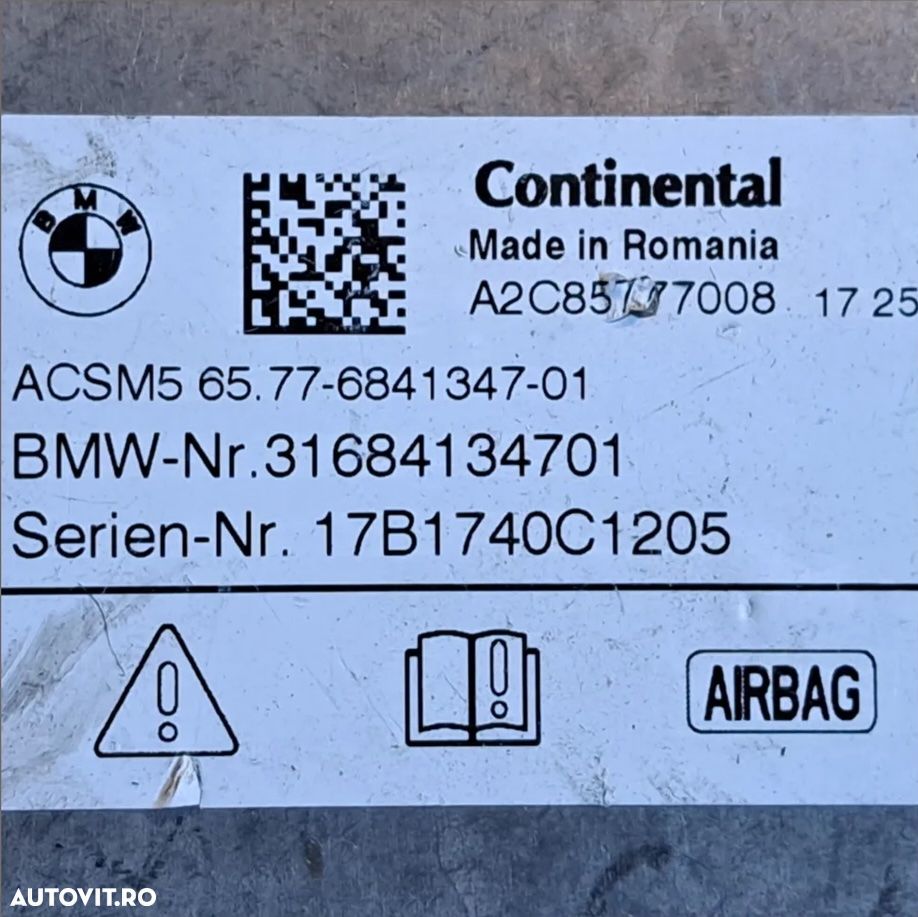 BMW
Continental
Made in Romania
A2C85777008 17 25
ACSM5 65.77-6841347-01
BMW-Nr.31684134701
Serien-Nr. 17B1740C1205
AIRBAG
AUTOVIT.RO